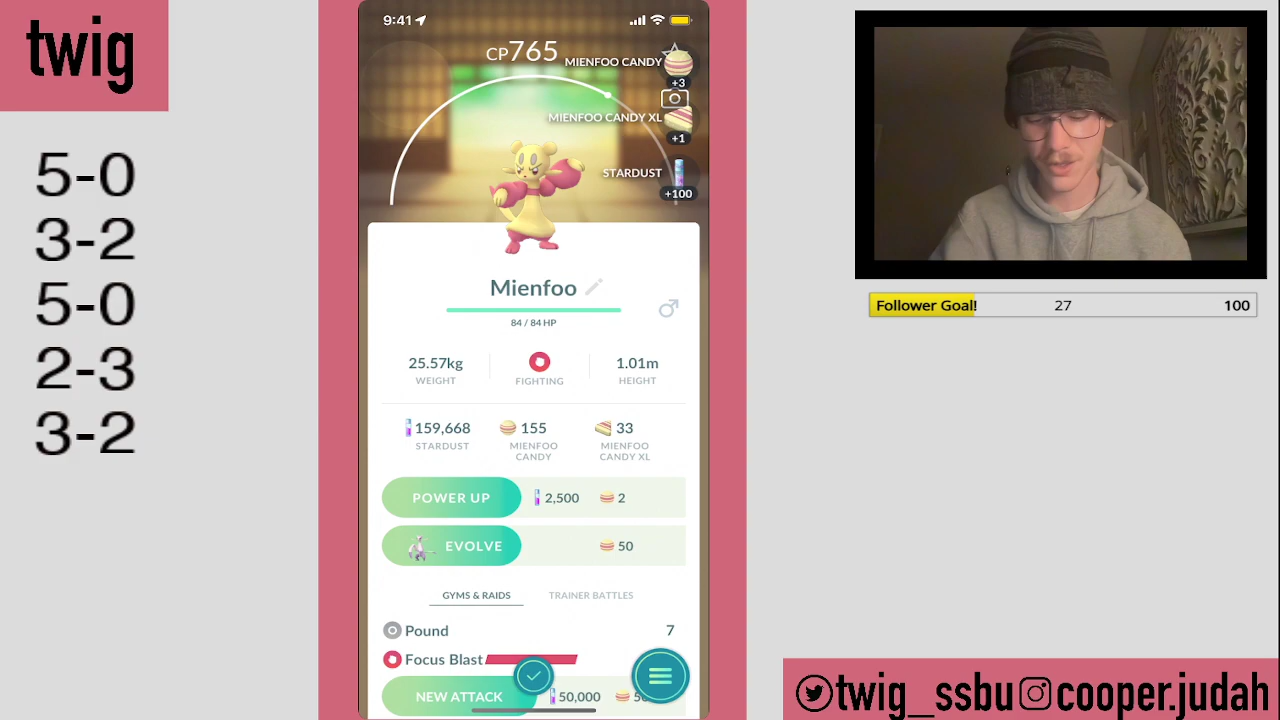 twig
5-0
3-2
5-0
2-3
3-2
9:41
CP765
MIENFOO CANDY
+3
MIENFOO CANDY XL
+1
STARDUST
+100
Mienfoo
84 / 84 HP
25.57kg
WEIGHT
FIGHTING
1.01m
HEIGHT
159,668
STARDUST
155
MIENFOO
CANDY
33
MIENFOO
CANDY XL
POWER UP 2,500 2
EVOLVE 50
GYMS & RAIDS TRAINER BATTLES
Pound 7
Focus Blast
NEW ATTACK 50,000
Follower Goal! 27 100
twig_ssbu cooper.judah